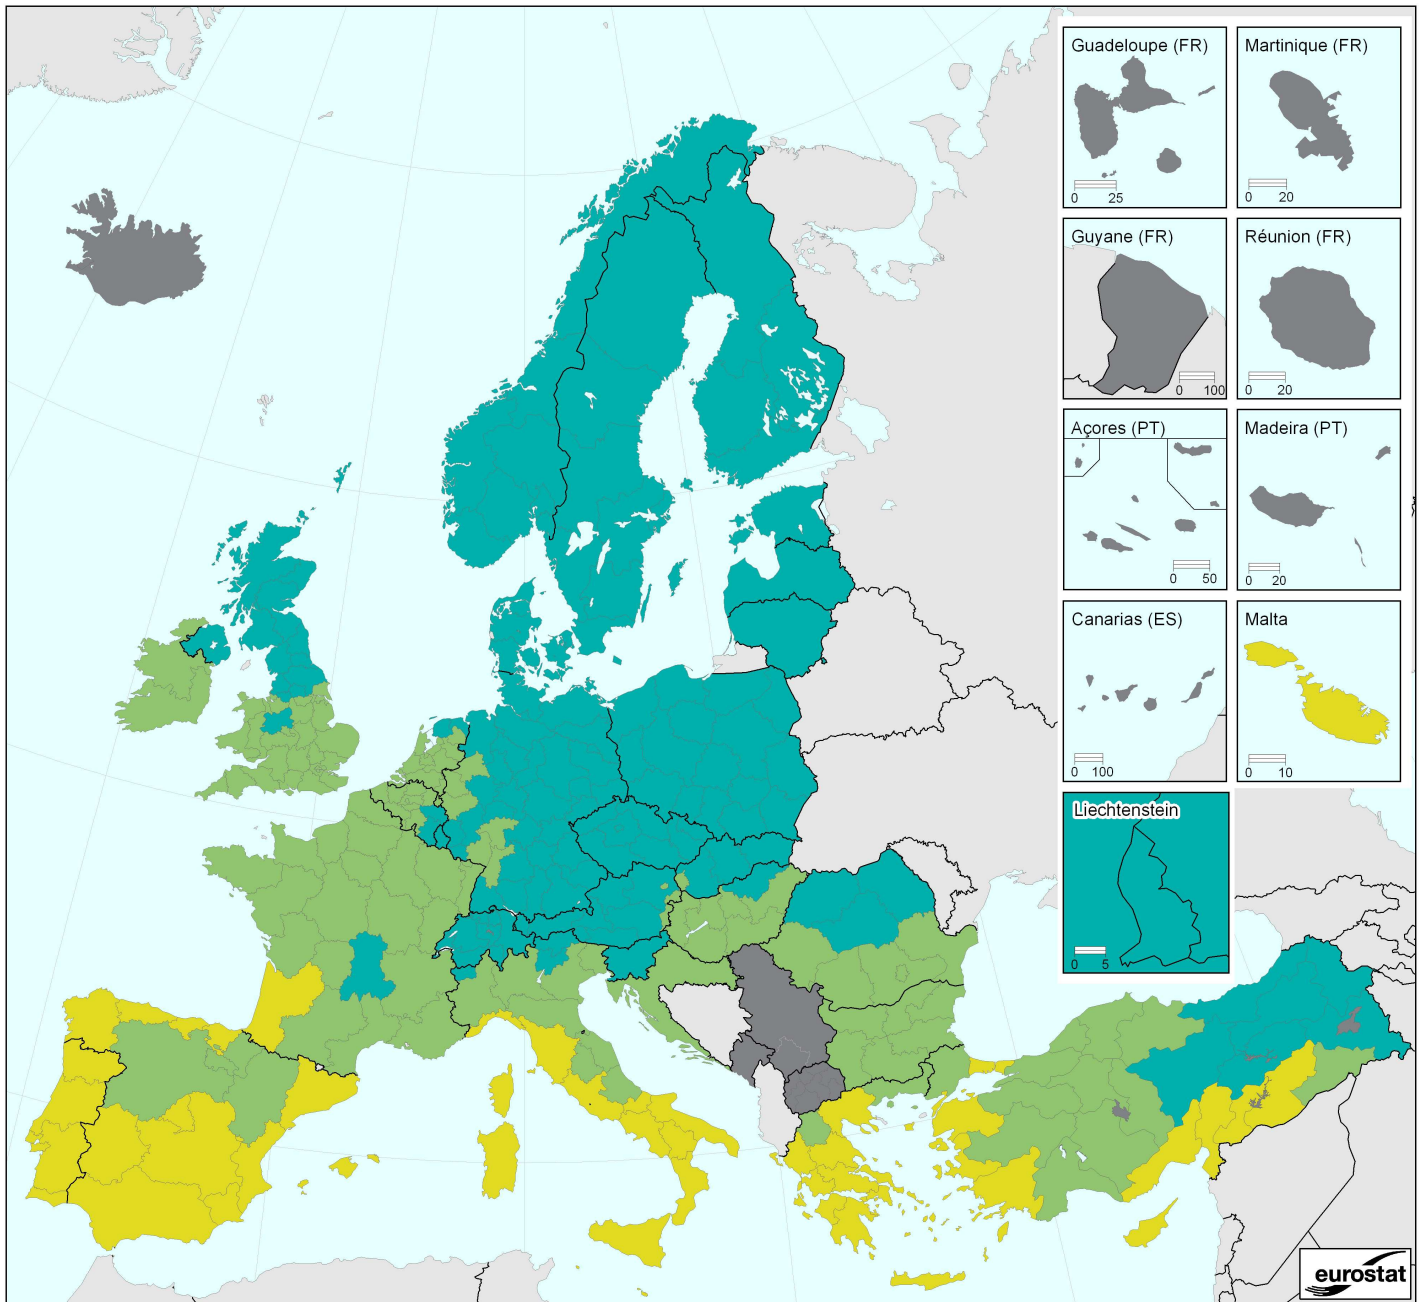 Guadeloupe (FR)
0 25
Martinique (FR)
0 20
Guyane (FR)
0 100
Réunion (FR)
0 20
Açores (PT)
0 50
Madeira (PT)
0 20
Canarias (ES)
0 100
Malta
0 10
Liechtenstein
0 5
eurostat